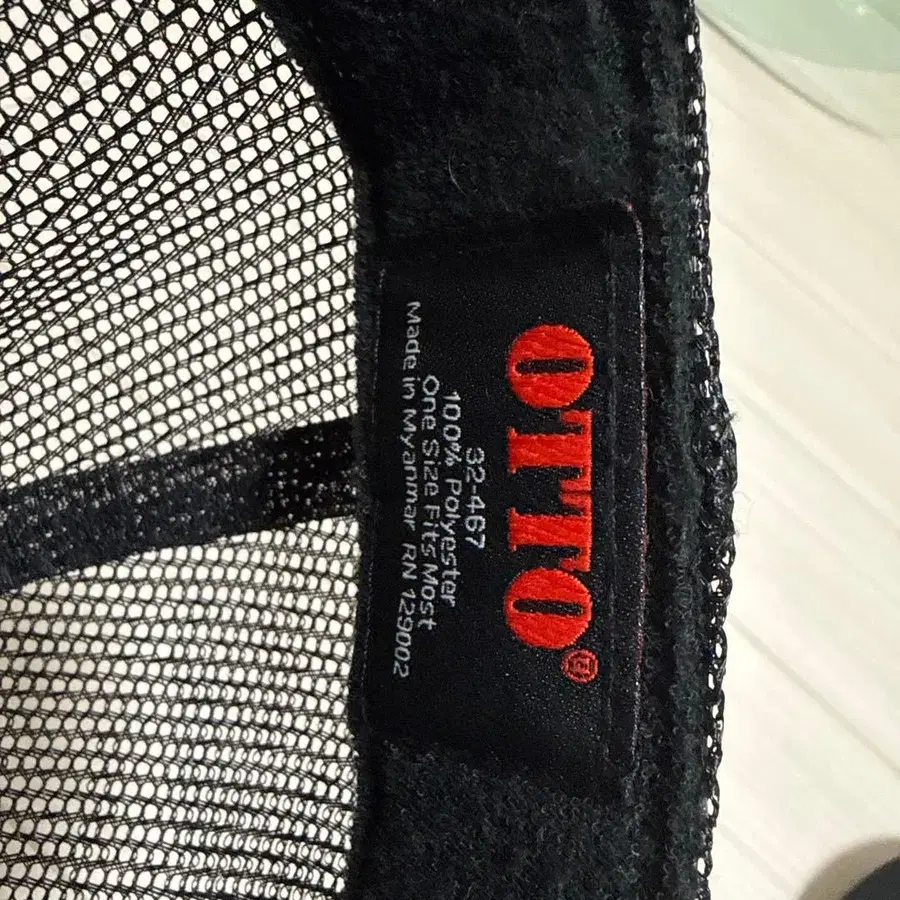 OTTO®
32-467
100% Polyester
One Size Fits Most
Made in Myanmar RN 129002